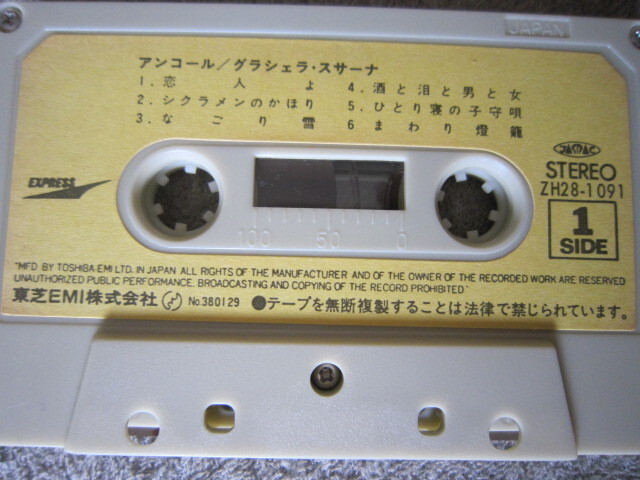 JAPAN
アンコール/グラシェラ・スサーナ
1. 恋人よ
2. シクラメンのかほり
3. なごり雪
4. 酒と泪と男と女
5. ひとり寝の子守唄
6 まわり燈籠
EXPRESS
STEREO
ZH28-1091
1
SIDE
100 50 0
"MFD BY TOSHIBA-EMI LTD. IN JAPAN ALL RIGHTS OF THE MANUFACTURER AND OF THE OWNER OF THE RECORDED WORK ARE RESERVED
UNAUTHORIZED PUBLIC PERFORMANCE, BROADCASTING AND COPYING OF THE RECORD PROHIBITED"
東芝EMI株式会社 No.380129 ●テープを無断複製することは法律で禁じられています。